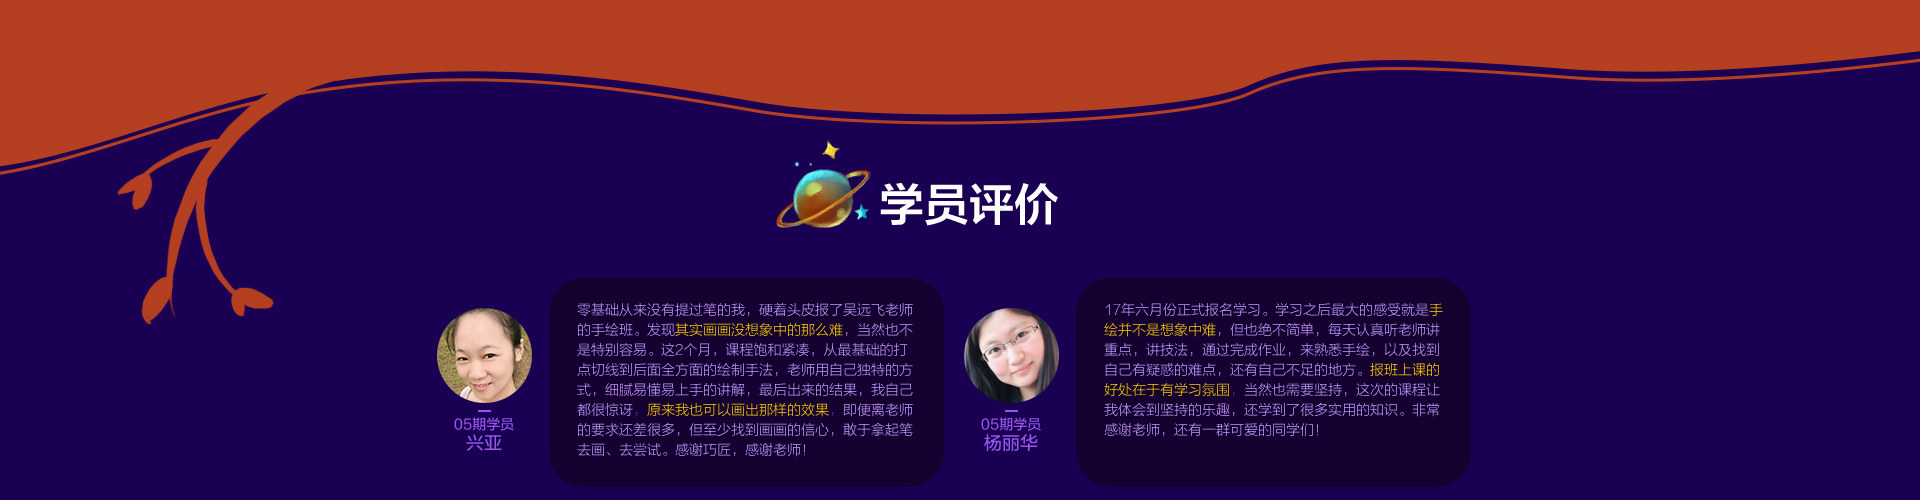 学员评价
零基础从来没有提过笔的我，硬着头皮报了吴远飞老师
的手绘班。发现其实画画没想象中的那么难，当然也不
是特别容易。这2个月，课程饱和紧凑，从最基础的打
点切线到后面全方面的绘制手法，老师用自己独特的方
式，细腻易懂易上手的讲解，最后出来的结果，我自己
都很惊讶，原来我也可以画出那样的效果，即便离老师
的要求还差很多，但至少找到画画的信心，敢于拿起笔
去画、去尝试。感谢巧匠，感谢老师！
05期学员
兴亚
17年六月份正式报名学习。学习之后最大的感受就是手
绘并不是想象中难，但也绝不简单，每天认真听老师讲
重点，讲技法，通过完成作业，来熟悉手绘，以及找到
自己有疑惑的难点，还有自己不足的地方。报班上课的
好处在于有学习氛围，当然也需要坚持，这次的课程让
我体会到坚持的乐趣，还学到了很多实用的知识。非常
感谢老师，还有一群可爱的同学们！
05期学员
杨丽华